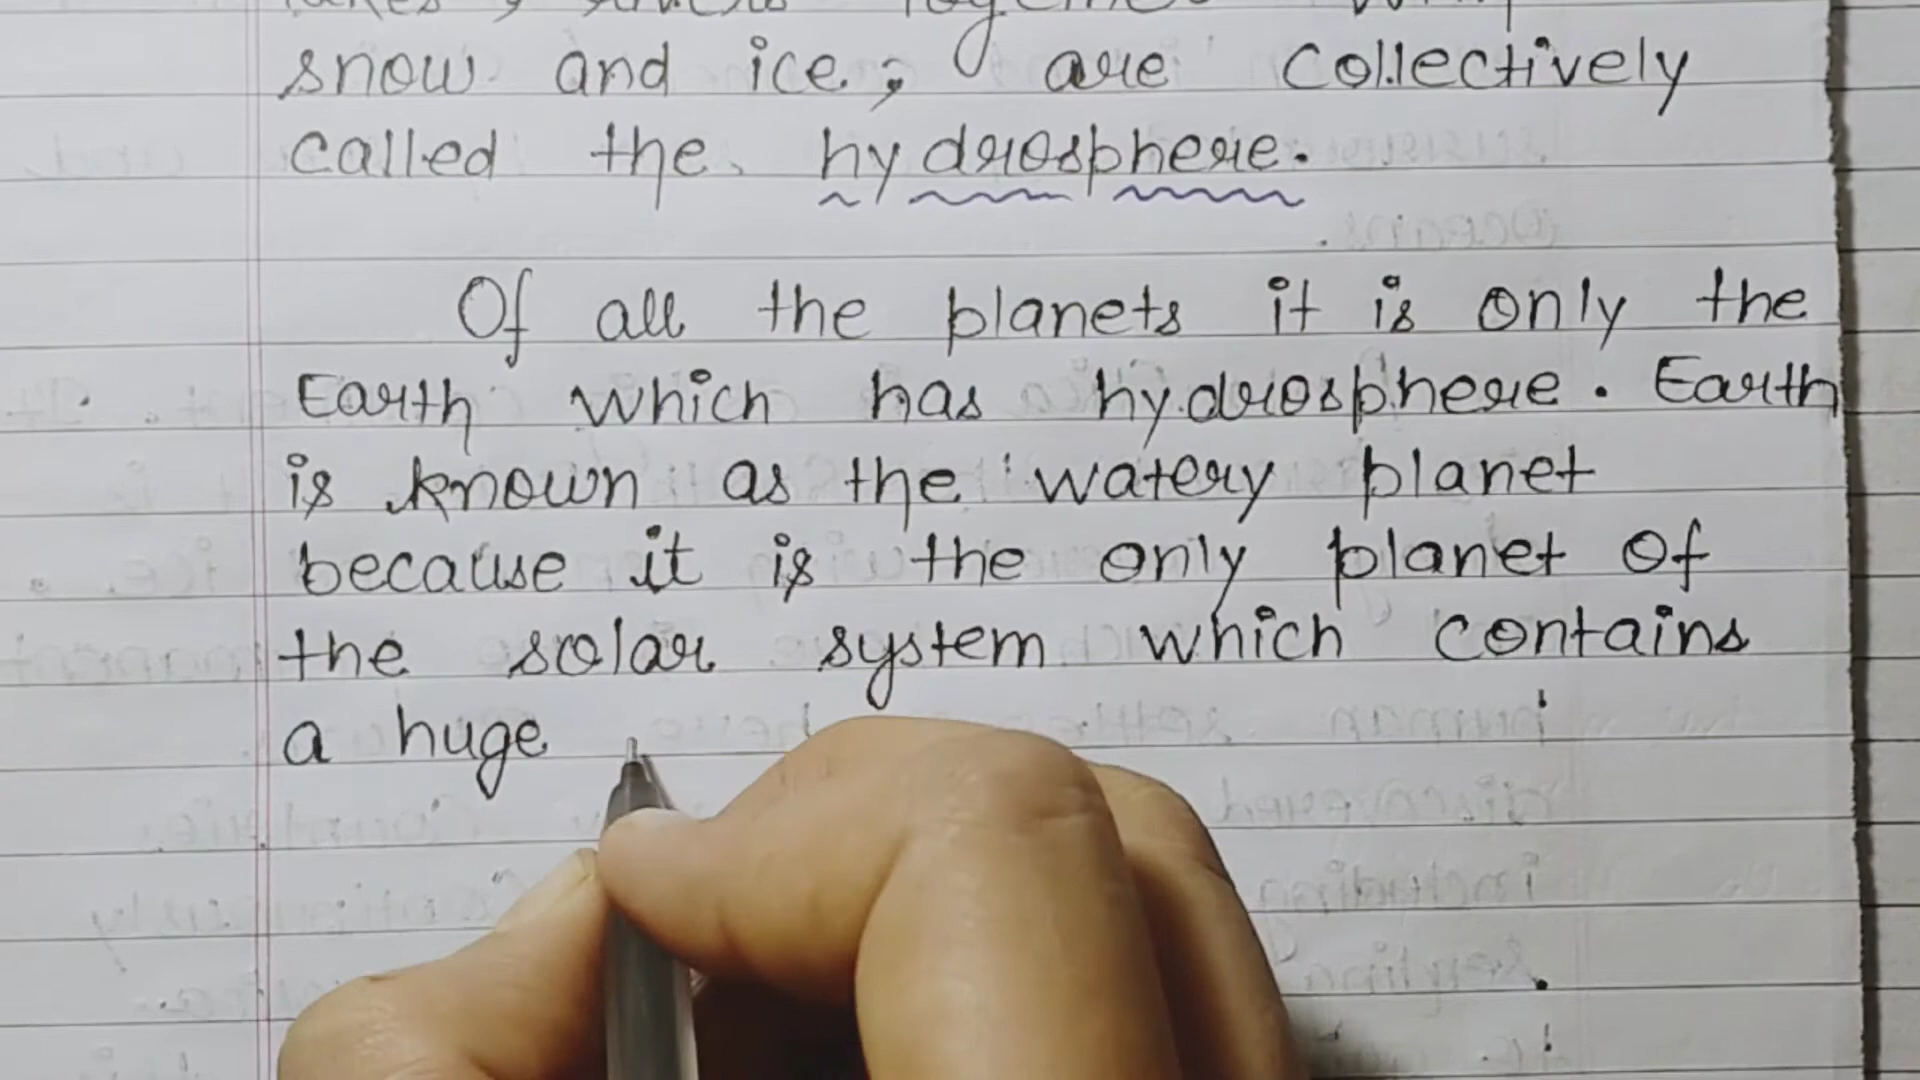 snow and ice, are collectively
called the hydrosphere.
Of all the planets it is only the
Earth which has hydrosphere. Earth
is known as the watery planet
because it is the only planet of
the solar system which contains
a huge